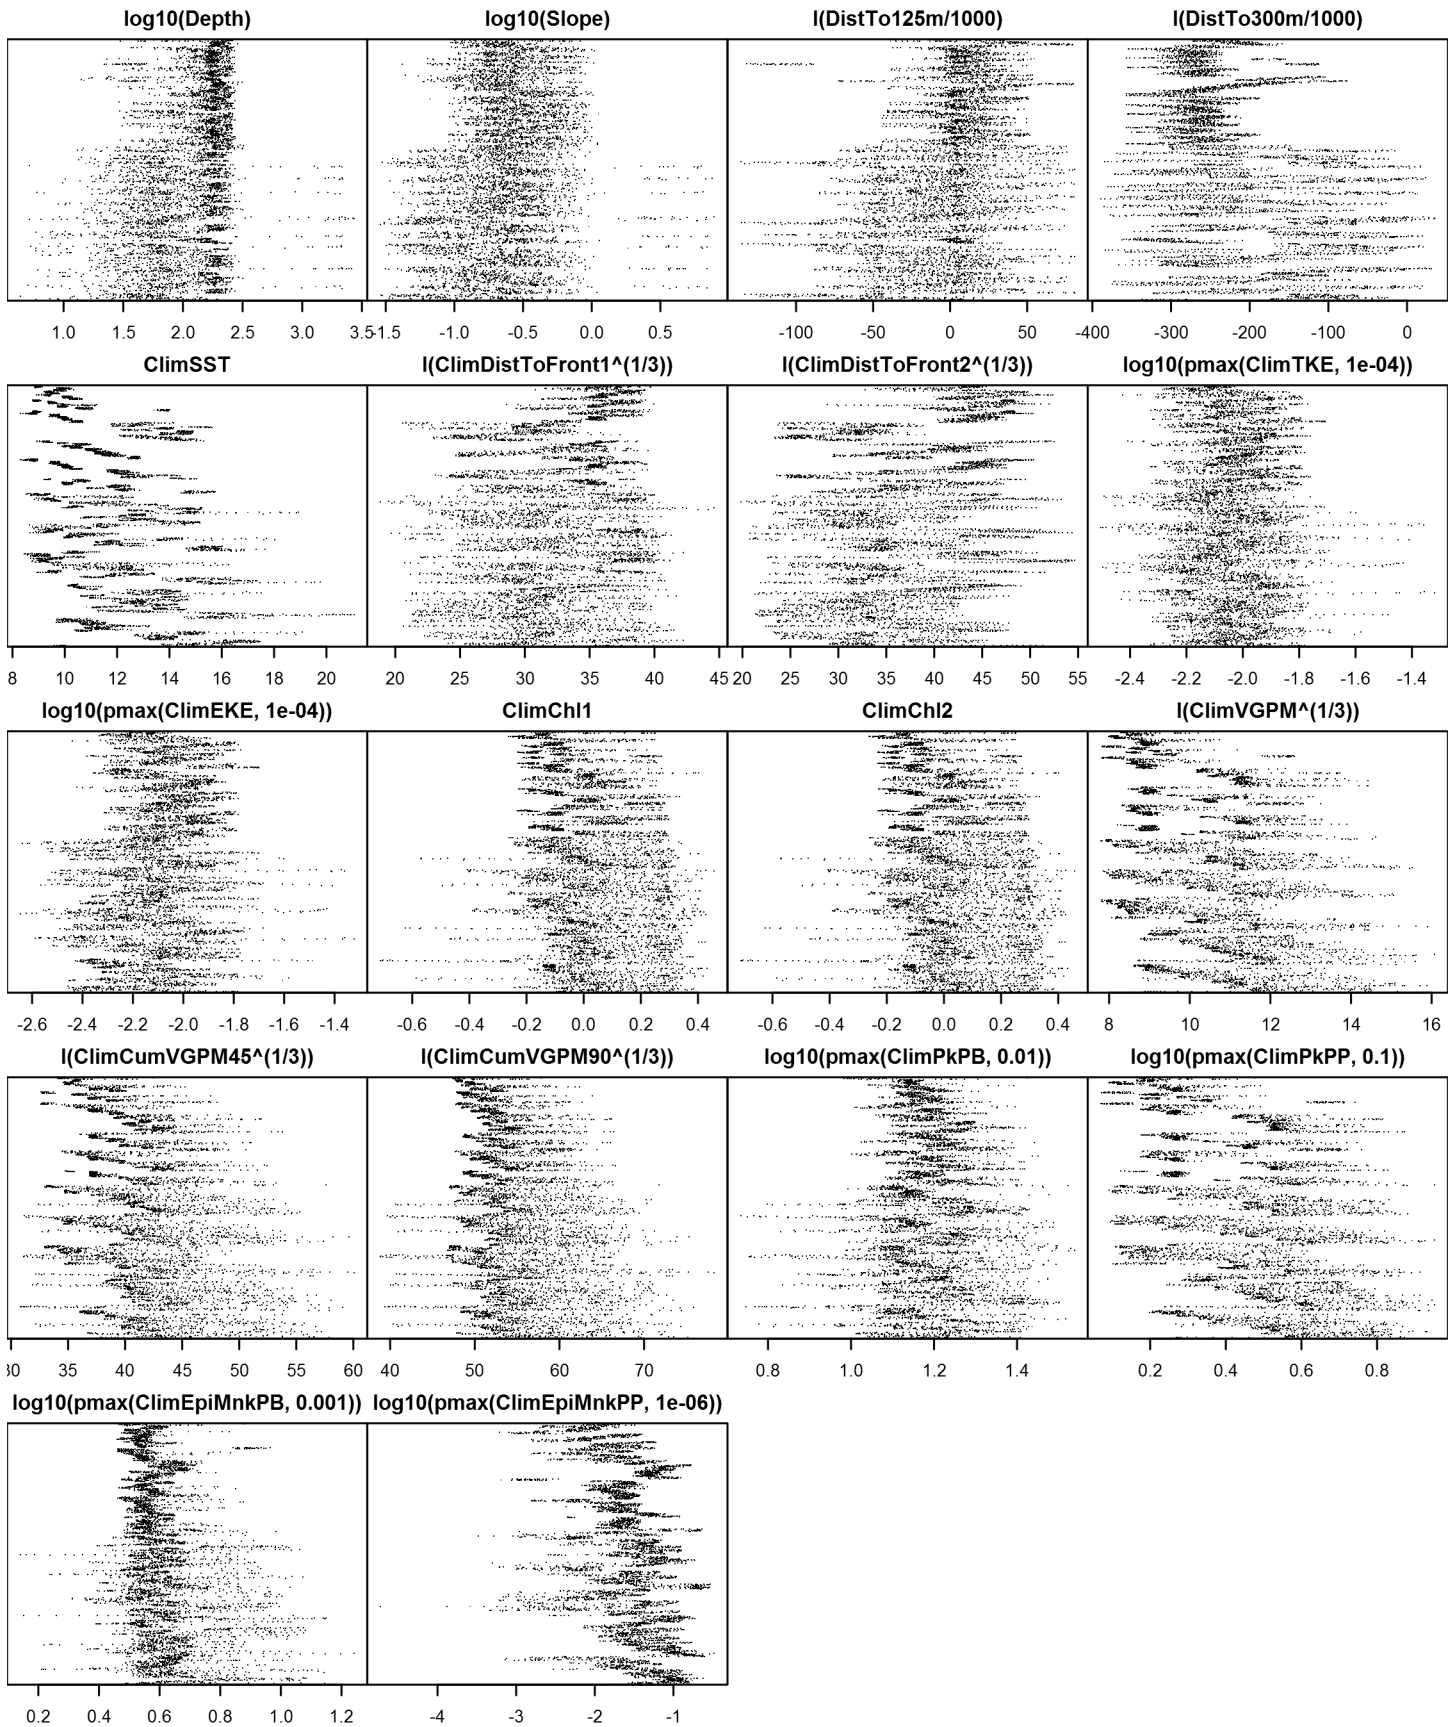 log10(Depth) log10(Slope) I(DistTo125m/1000) I(DistTo300m/1000)
1.0 1.5 2.0 2.5 3.0 3.5 -1.5 -1.0 -0.5 0.0 0.5 -100 -50 0 50 -400 -300 -200 -100 0
ClimSST I(ClimDistToFront1^(1/3)) I(ClimDistToFront2^(1/3)) log10(pmax(ClimTKE, 1e-04))
8 10 12 14 16 18 20 20 25 30 35 40 45 20 25 30 35 40 45 50 55 -2.4 -2.2 -2.0 -1.8 -1.6 -1.4
log10(pmax(ClimEKE, 1e-04)) ClimChl1 ClimChl2 I(ClimVGPM^(1/3))
-2.6 -2.4 -2.2 -2.0 -1.8 -1.6 -1.4 -0.6 -0.4 -0.2 0.0 0.2 0.4 -0.6 -0.4 -0.2 0.0 0.2 0.4 8 10 12 14 16
I(ClimCumVGPM45^(1/3)) I(ClimCumVGPM90^(1/3)) log10(pmax(ClimPkPB, 0.01)) log10(pmax(ClimPkPP, 0.1))
30 35 40 45 50 55 60 40 50 60 70 0.8 1.0 1.2 1.4 0.2 0.4 0.6 0.8
log10(pmax(ClimEpiMnkPB, 0.001)) log10(pmax(ClimEpiMnkPP, 1e-06))
0.2 0.4 0.6 0.8 1.0 1.2 -4 -3 -2 -1